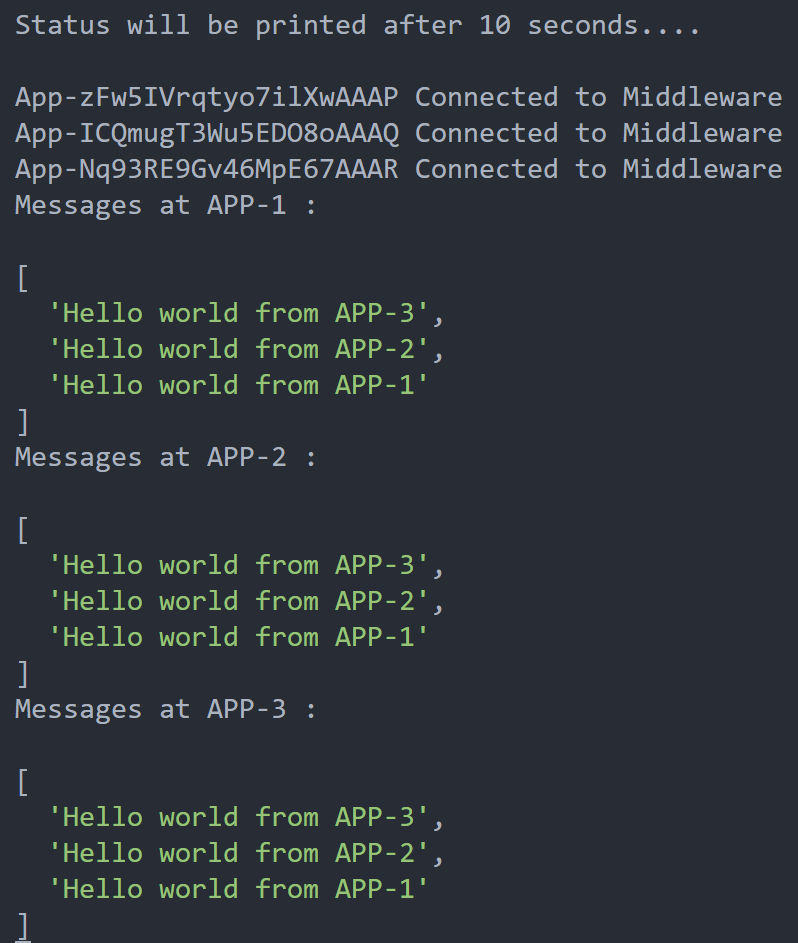 Status will be printed after 10 seconds....
App-zFw5IVrqtyo7ilXwAAAP Connected to Middleware
App-ICQmugT3Wu5EDO8oAAAQ Connected to Middleware
App-Nq93RE9Gv46MpE67AAAR Connected to Middleware
Messages at APP-1 :
[
  'Hello world from APP-3',
  'Hello world from APP-2',
  'Hello world from APP-1'
]
Messages at APP-2 :
[
  'Hello world from APP-3',
  'Hello world from APP-2',
  'Hello world from APP-1'
]
Messages at APP-3 :
[
  'Hello world from APP-3',
  'Hello world from APP-2',
  'Hello world from APP-1'
]